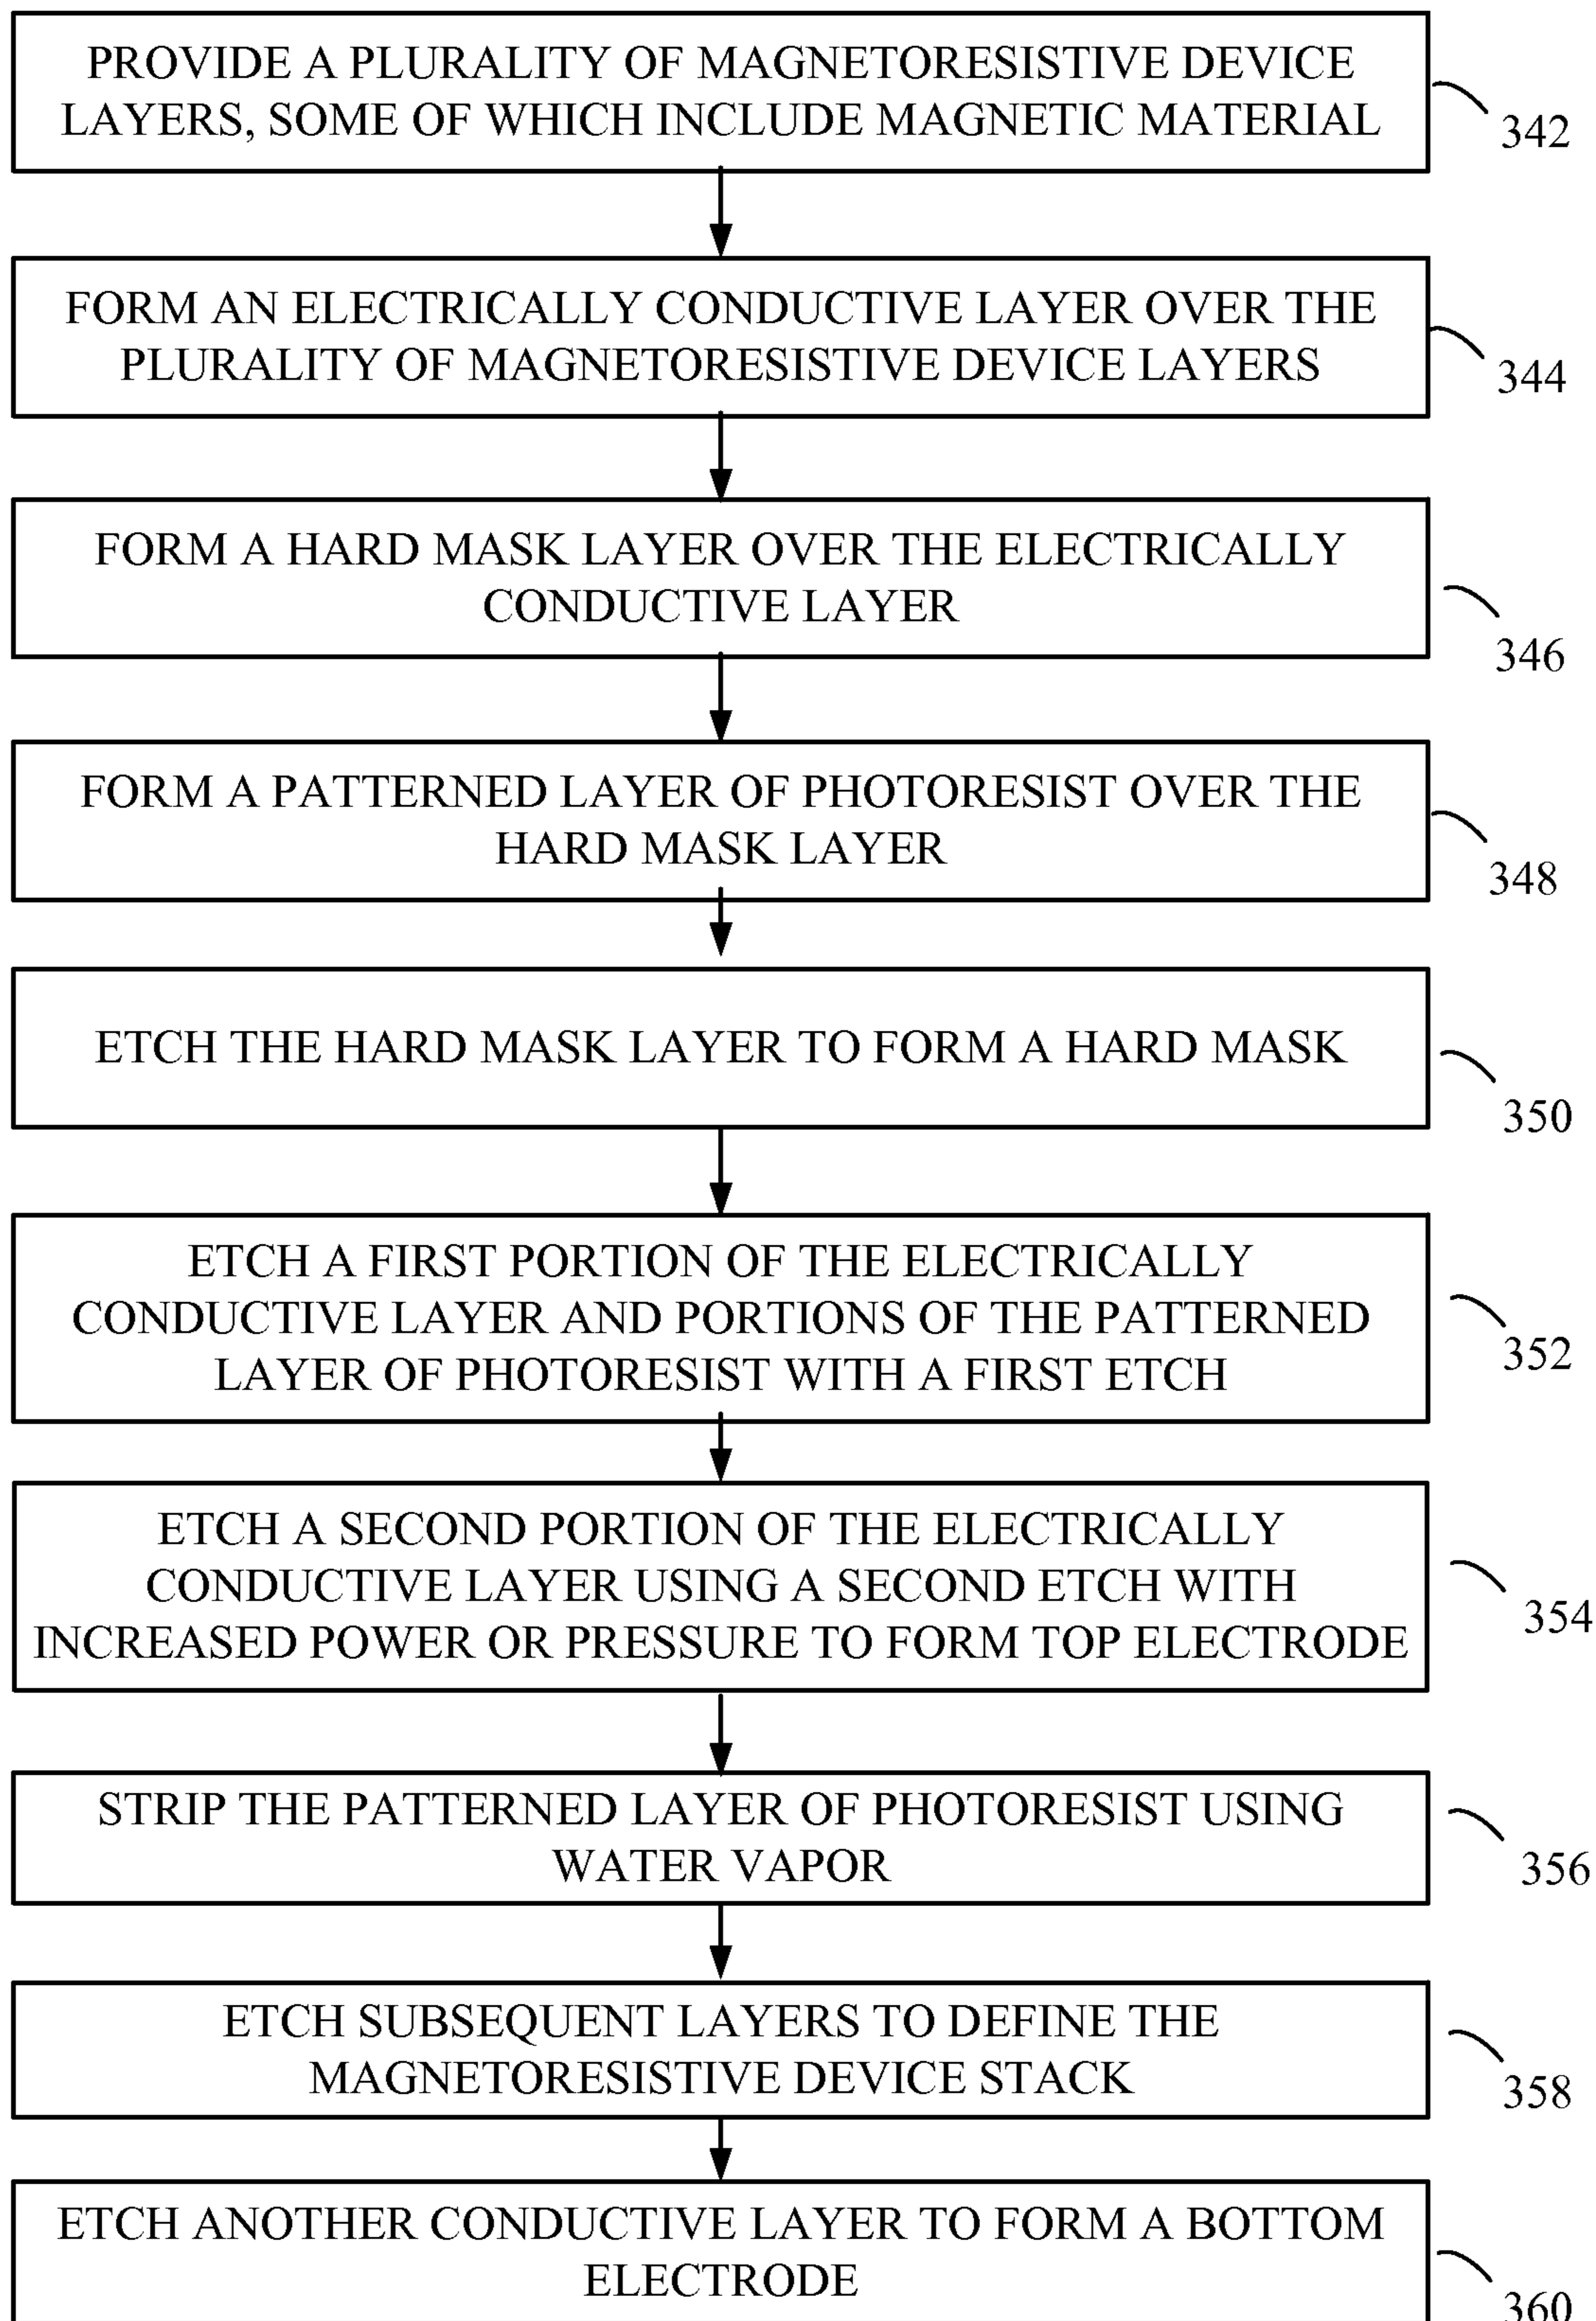 PROVIDE A PLURALITY OF MAGNETORESISTIVE DEVICE
LAYERS, SOME OF WHICH INCLUDE MAGNETIC MATERIAL
342
FORM AN ELECTRICALLY CONDUCTIVE LAYER OVER THE
PLURALITY OF MAGNETORESISTIVE DEVICE LAYERS
344
FORM A HARD MASK LAYER OVER THE ELECTRICALLY
CONDUCTIVE LAYER
346
FORM A PATTERNED LAYER OF PHOTORESIST OVER THE
HARD MASK LAYER
348
ETCH THE HARD MASK LAYER TO FORM A HARD MASK
350
ETCH A FIRST PORTION OF THE ELECTRICALLY
CONDUCTIVE LAYER AND PORTIONS OF THE PATTERNED
LAYER OF PHOTORESIST WITH A FIRST ETCH
352
ETCH A SECOND PORTION OF THE ELECTRICALLY
CONDUCTIVE LAYER USING A SECOND ETCH WITH
INCREASED POWER OR PRESSURE TO FORM TOP ELECTRODE
354
STRIP THE PATTERNED LAYER OF PHOTORESIST USING
WATER VAPOR
356
ETCH SUBSEQUENT LAYERS TO DEFINE THE
MAGNETORESISTIVE DEVICE STACK
358
ETCH ANOTHER CONDUCTIVE LAYER TO FORM A BOTTOM
ELECTRODE
360